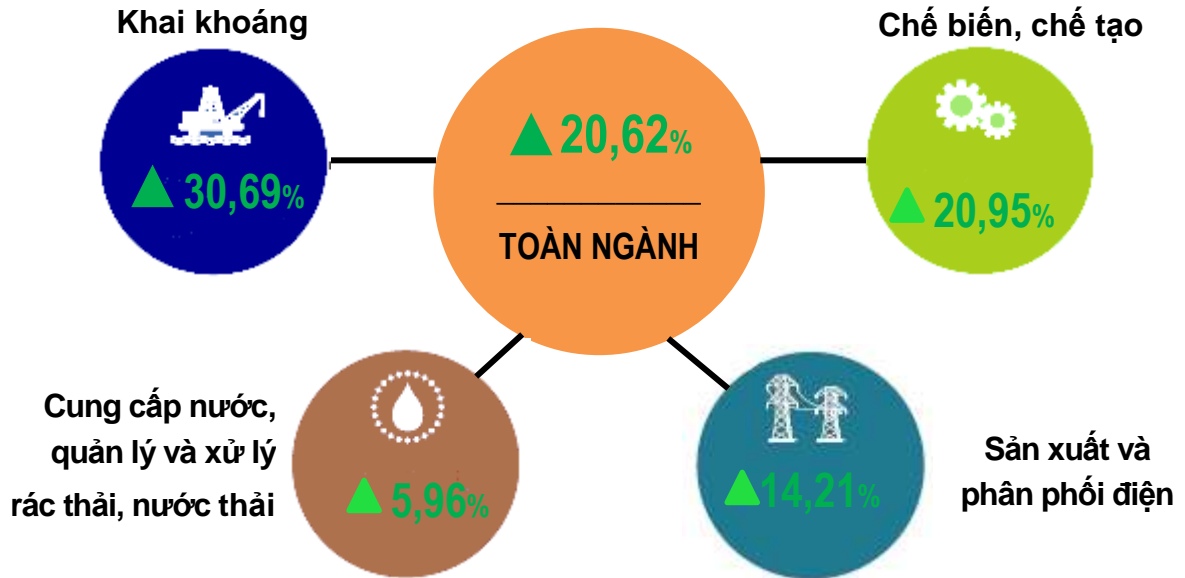 Khai khoáng
▲ 30,69%
Chế biến, chế tạo
▲ 20,95%
▲ 20,62%
TOÀN NGÀNH
Cung cấp nước,
quản lý và xử lý
rác thải, nước thải
▲ 5,96%
▲14,21%
Sản xuất và
phân phối điện